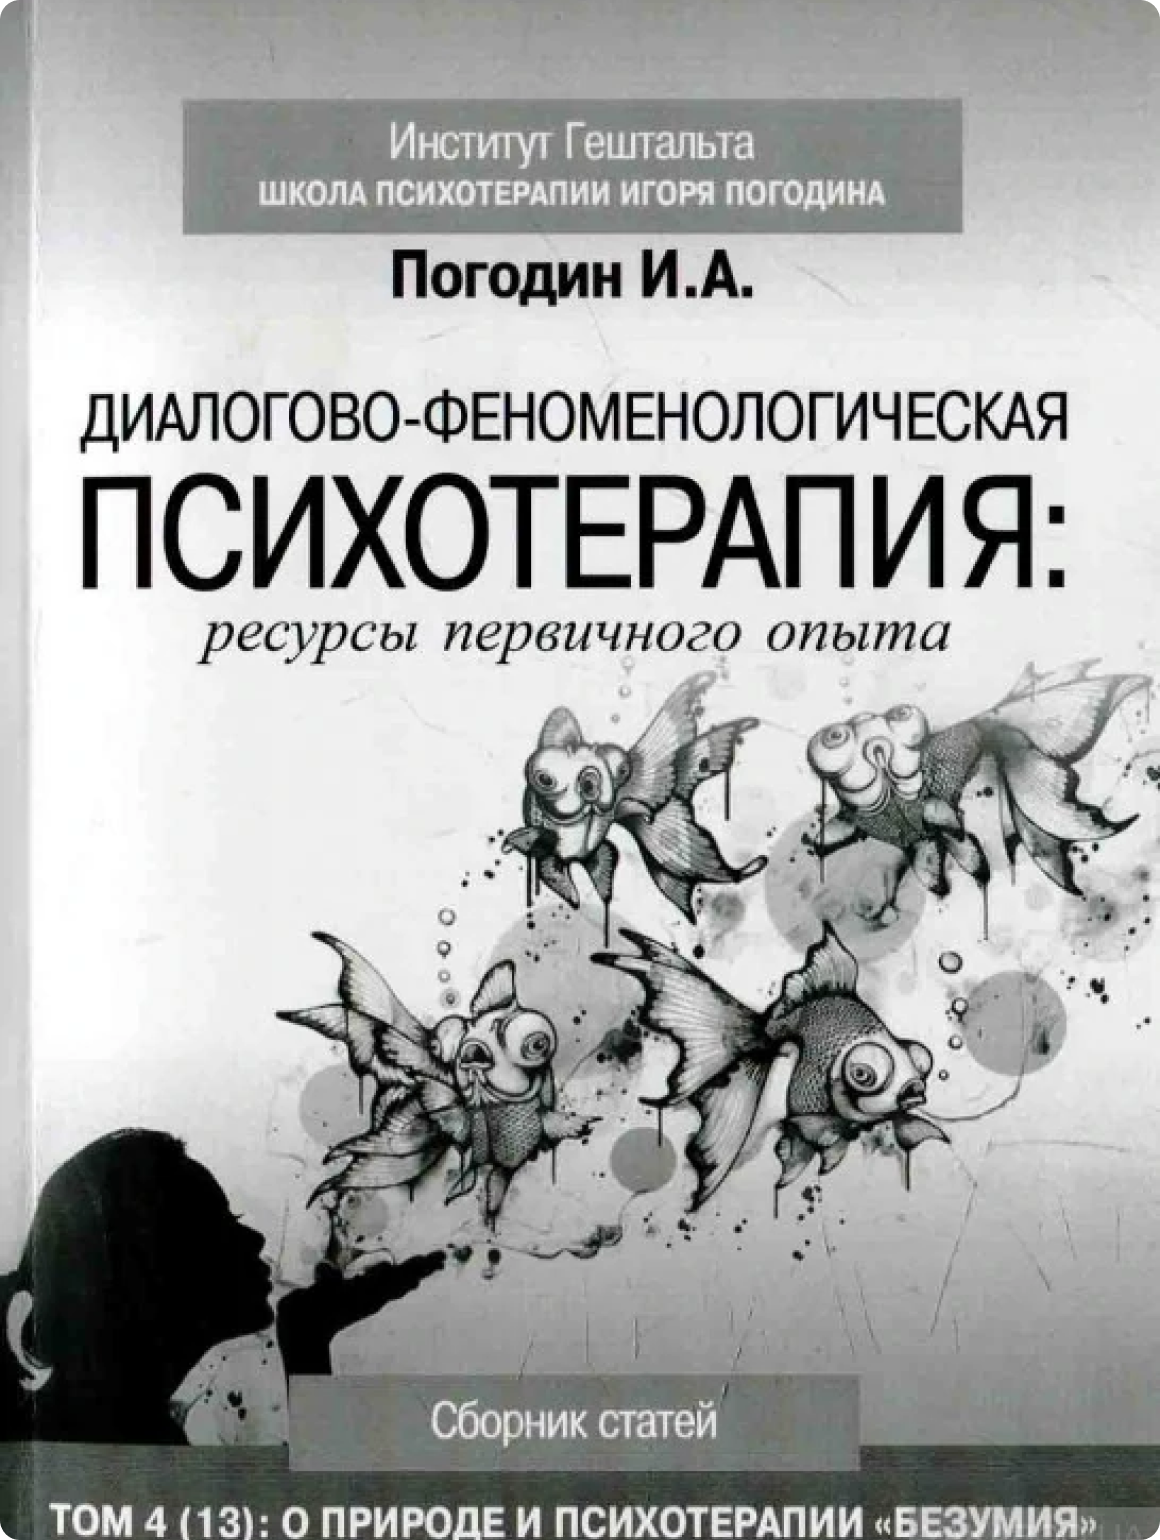 Институт Гештальта
ШКОЛА ПСИХОТЕРАПИИ ИГОРЯ ПОГОДИНА
Погодин И.А.
ДИАЛОГОВО-ФЕНОМЕНОЛОГИЧЕСКАЯ
ПСИХОТЕРАПИЯ:
ресурсы первичного опыта
Сборник статей
ТОМ 4 (13): О ПРИРОДЕ И ПСИХОТЕРАПИИ «БЕЗУМИЯ»